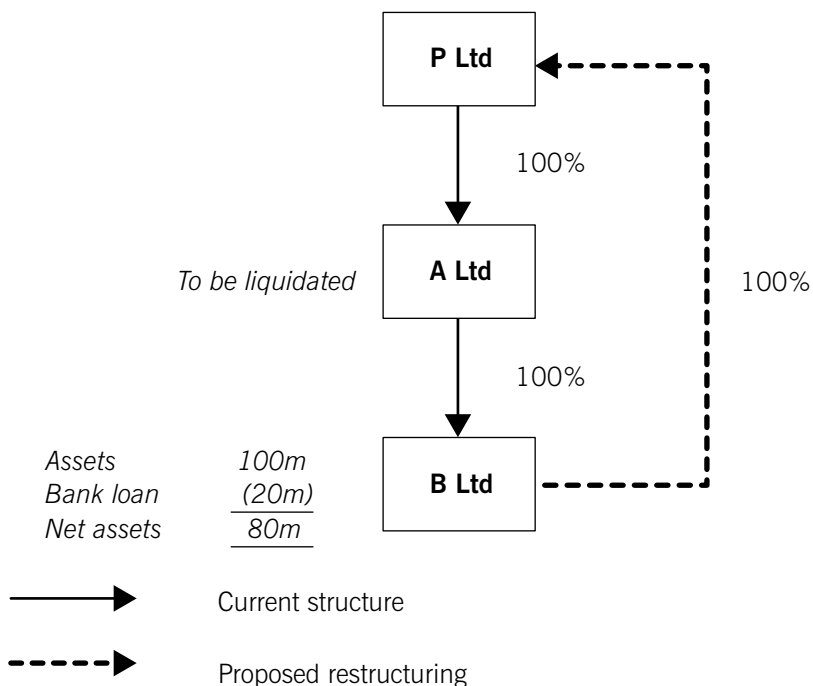 P Ltd
100%
To be liquidated
A Ltd
100%
100%
Assets 100m
Bank loan (20m)
Net assets 80m
B Ltd
Current structure
Proposed restructuring